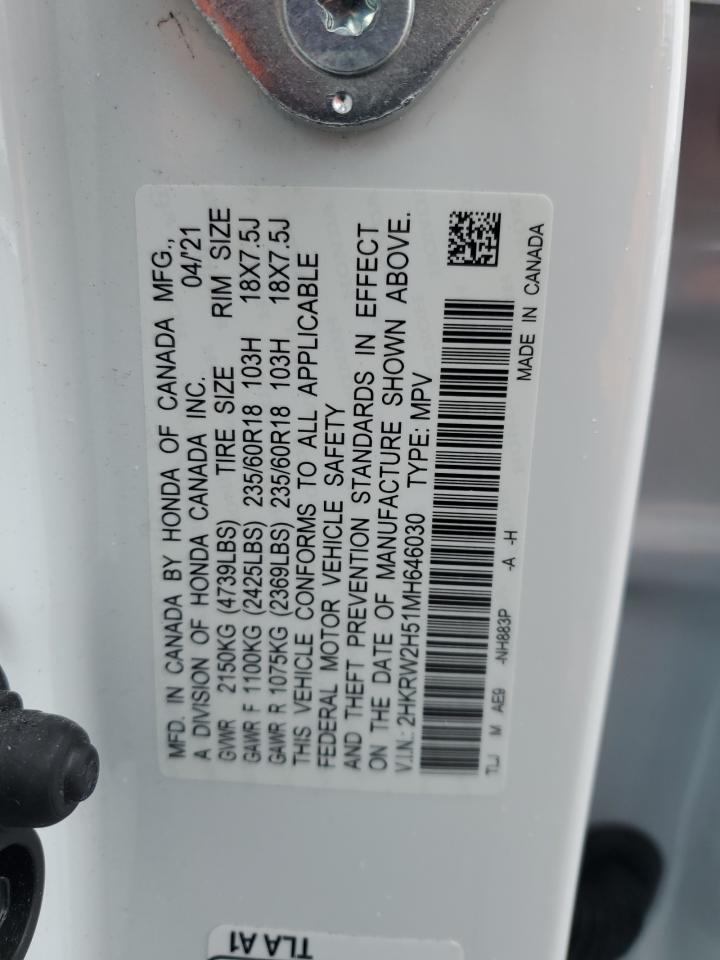 MFD. IN CANADA BY HONDA OF CANADA MFG.,
A DIVISION OF HONDA CANADA INC. 04/'21
GVWR 2150KG (4739LBS) TIRE SIZE RIM SIZE
GAWR F 1100KG (2425LBS) 235/60R18 103H 18X7.5J
GAWR R 1075KG (2369LBS) 235/60R18 103H 18X7.5J
THIS VEHICLE CONFORMS TO ALL APPLICABLE
FEDERAL MOTOR VEHICLE SAFETY
AND THEFT PREVENTION STANDARDS IN EFFECT
ON THE DATE OF MANUFACTURE SHOWN ABOVE.
V.I.N.: 2HKRW2H51MH646030 TYPE: MPV
TLJ M AE9 -NH883P -A -H MADE IN CANADA
TLA A1